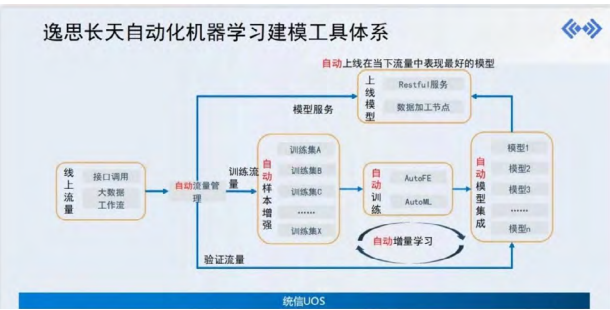 逸思长天自动化机器学习建模工具体系
自动上线在当下流量中表现最好的模型
上线模型
Restful服务
数据加工节点
模型服务
线上流量
接口调用
大数据
工作流
自动流量管
理
训练流
量
自动样本增强
训练集A
训练集B
训练集C
......
训练集X
自动训练
AutoFE
AutoML
自动增量学习
自动模型集成
模型1
模型2
模型3
......
模型n
验证流量
统信UOS